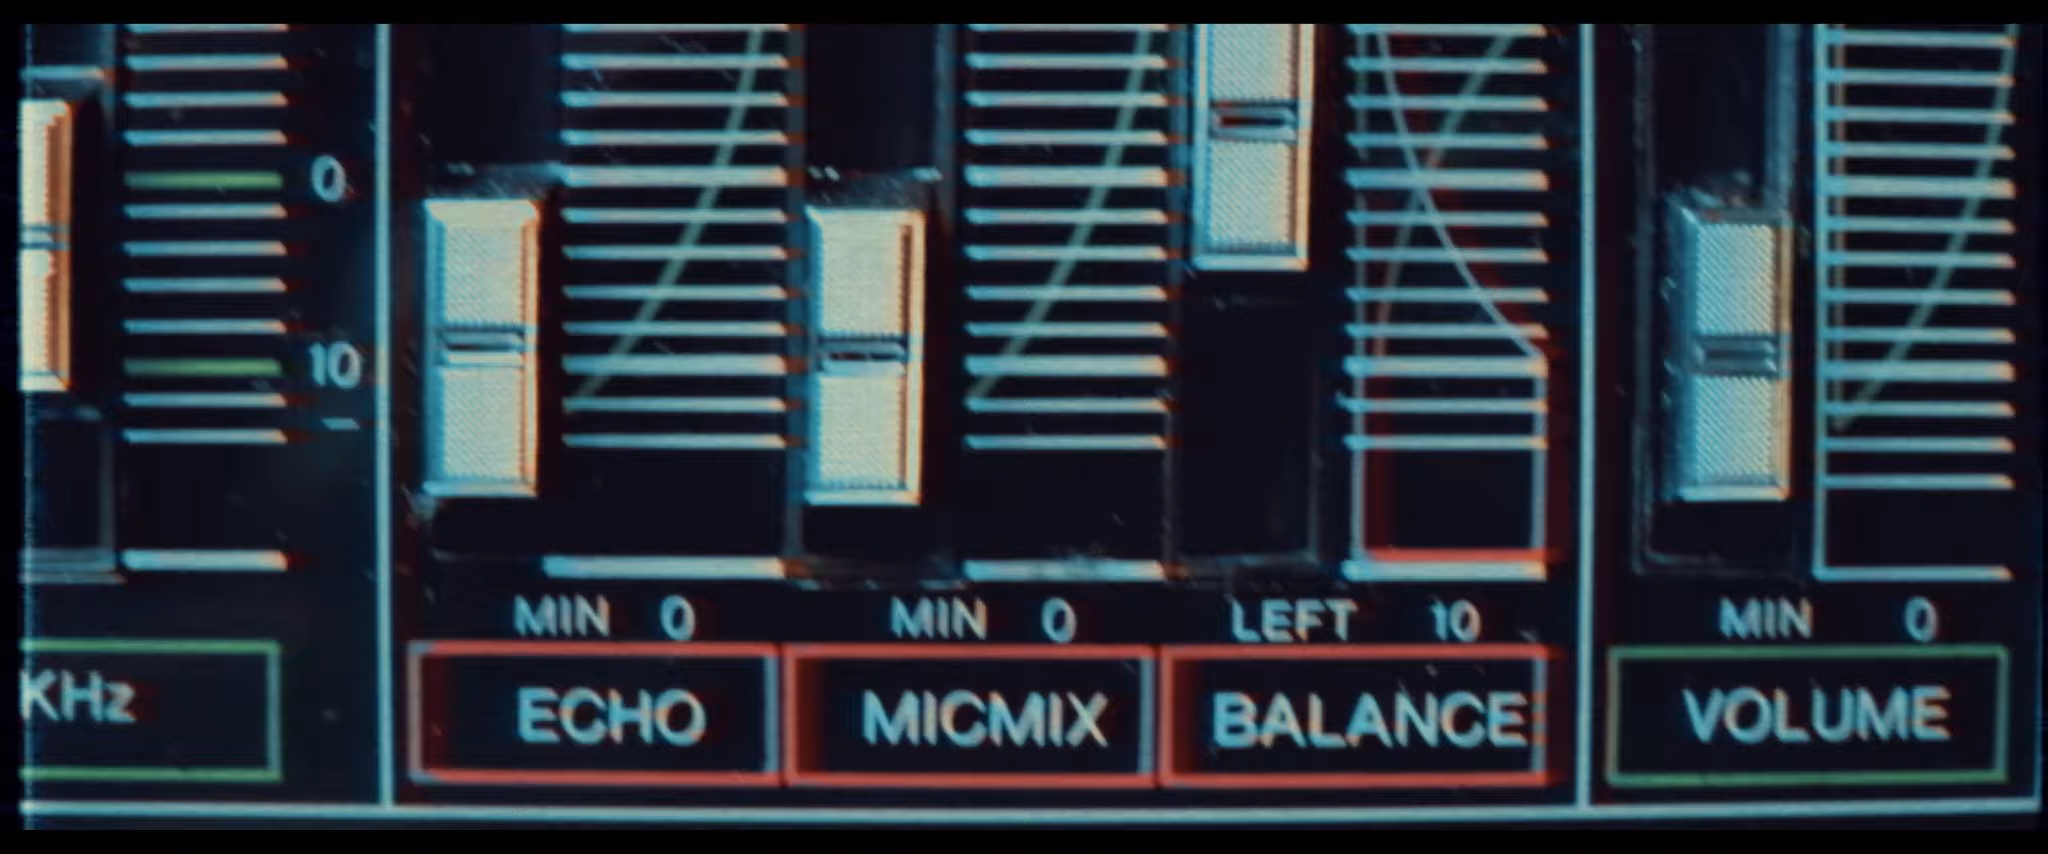 0
10
MIN 0 MIN 0 LEFT 10 MIN 0
KHz ECHO MICMIX BALANCE VOLUME